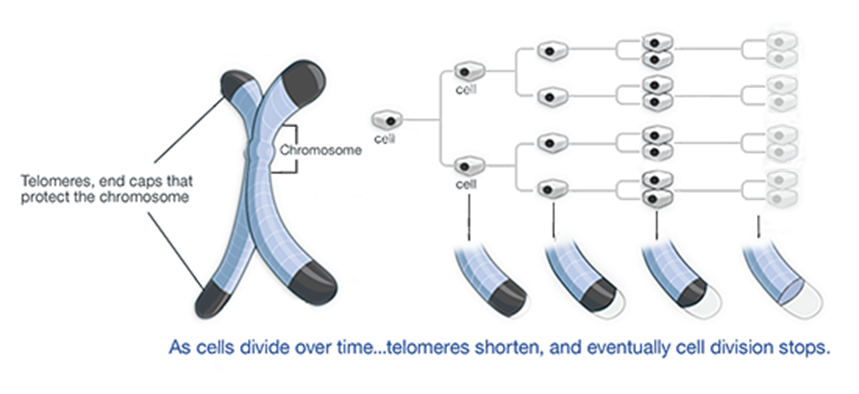 cell
Chromosome
cell
Telomeres, end caps that
protect the chromosome
cell
As cells divide over time...telomeres shorten, and eventually cell division stops.